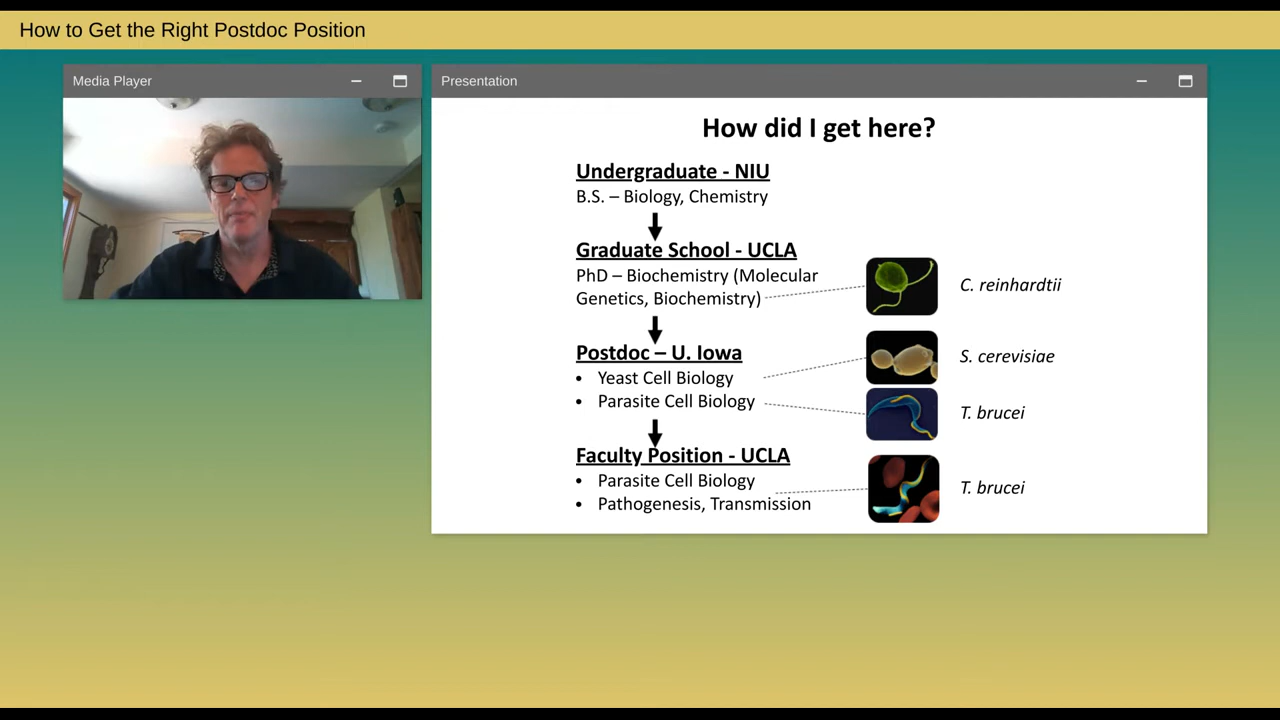 How to Get the Right Postdoc Position
Media Player
Presentation
How did I get here?
Undergraduate - NIU
B.S. – Biology, Chemistry
Graduate School - UCLA
PhD – Biochemistry (Molecular
Genetics, Biochemistry)
C. reinhardtii
Postdoc – U. Iowa
• Yeast Cell Biology
S. cerevisiae
• Parasite Cell Biology
T. brucei
Faculty Position - UCLA
• Parasite Cell Biology
• Pathogenesis, Transmission
T. brucei